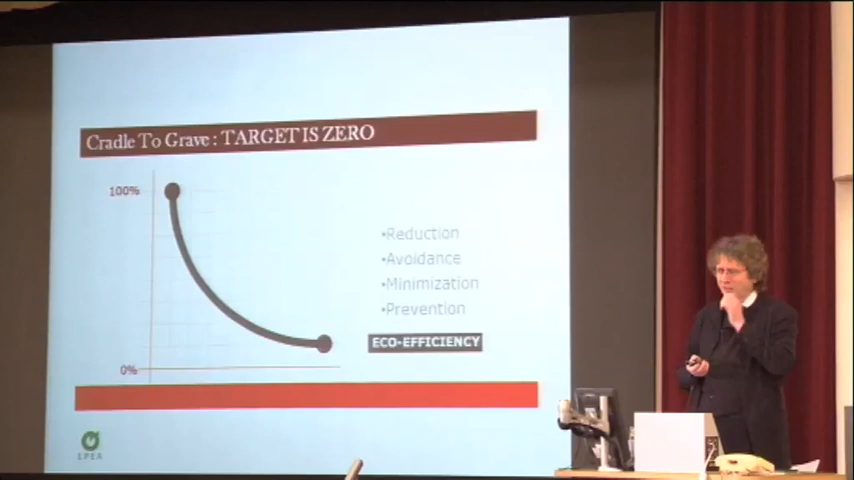 Cradle To Grave : TARGET IS ZERO
100%
•Reduction
•Avoidance
•Minimization
•Prevention
ECO-EFFICIENCY
0%
EPEA